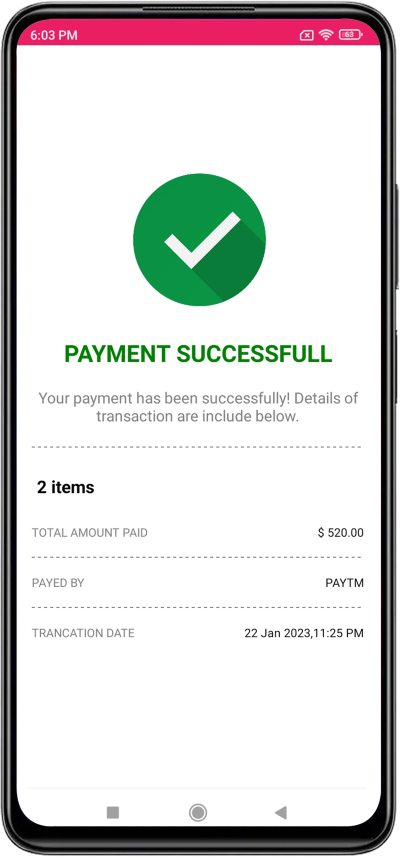 6:03 PM 63
PAYMENT SUCCESSFULL
Your payment has been successfully! Details of
transaction are include below.
2 items
TOTAL AMOUNT PAID $ 520.00
PAYED BY PAYTM
TRANCATION DATE 22 Jan 2023,11:25 PM